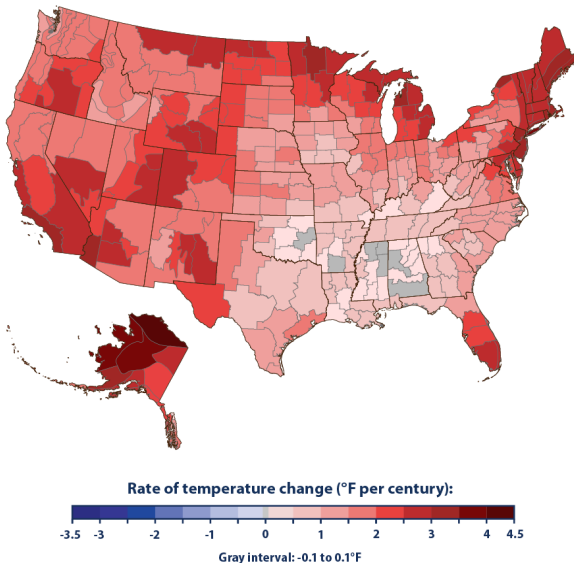 Rate of temperature change (°F per century):
-3.5 -3 -2 -1 0 1 2 3 4 4.5
Gray interval: -0.1 to 0.1°F